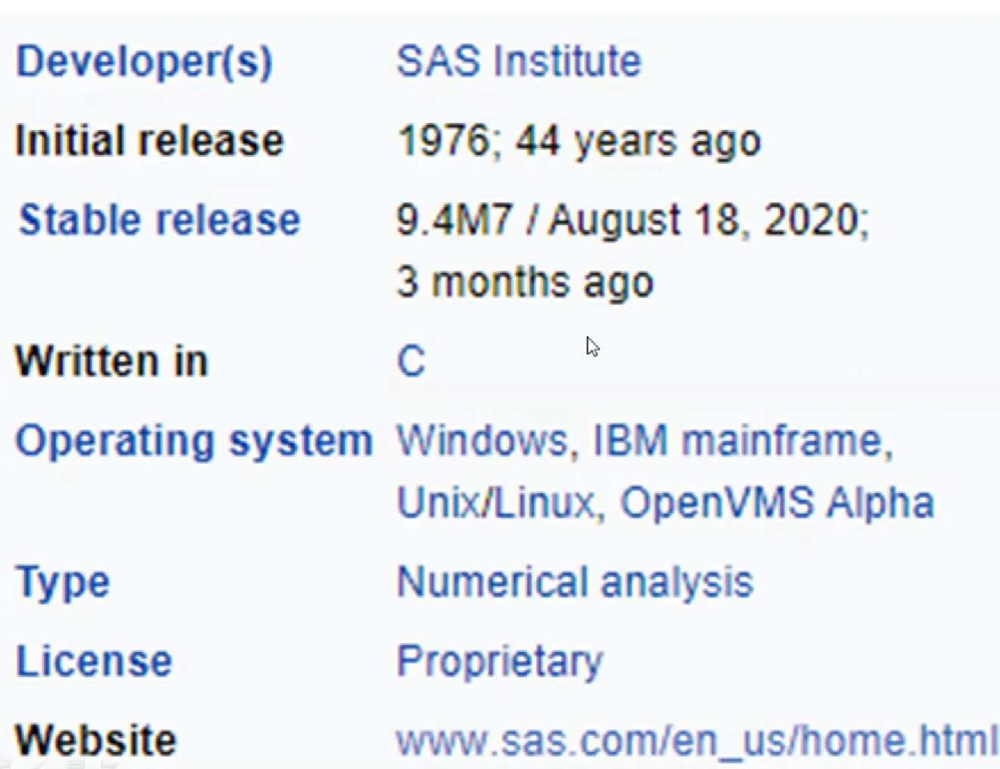 Developer(s) SAS Institute
Initial release 1976; 44 years ago
Stable release 9.4M7 / August 18, 2020;
3 months ago
Written in C
Operating system Windows, IBM mainframe,
Unix/Linux, OpenVMS Alpha
Type Numerical analysis
License Proprietary
Website www.sas.com/en_us/home.html